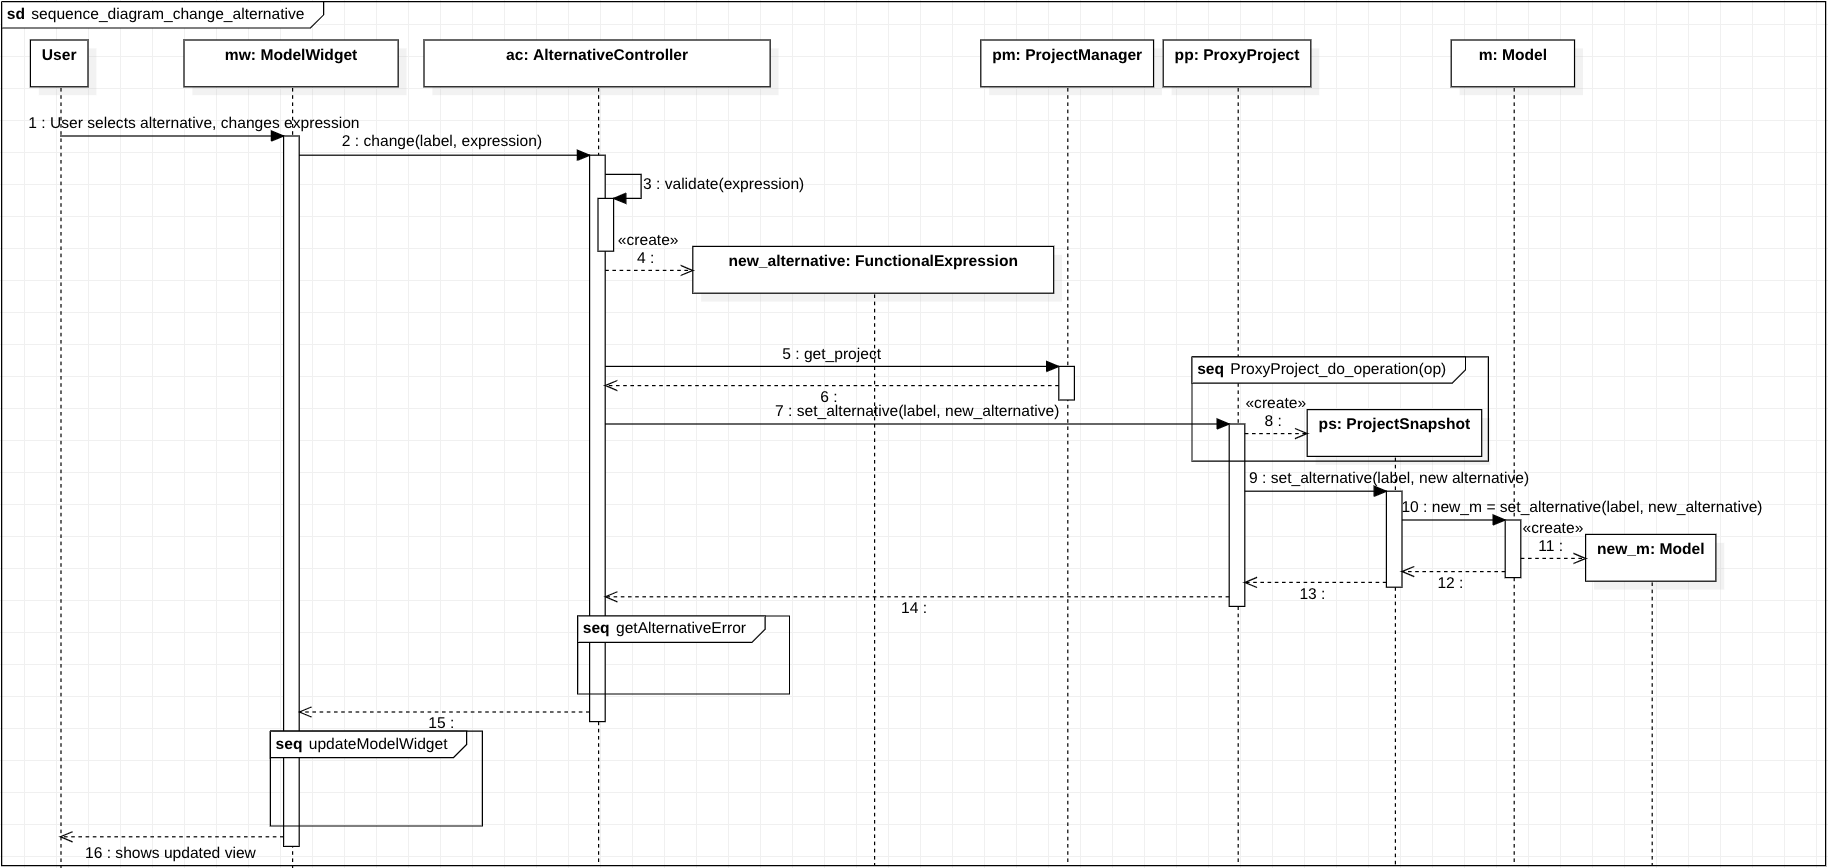 sd sequence_diagram_change_alternative
User
mw: ModelWidget
ac: AlternativeController
pm: ProjectManager
pp: ProxyProject
m: Model
1 : User selects alternative, changes expression
2 : change(label, expression)
3 : validate(expression)
«create»
4 :
new_alternative: FunctionalExpression
5 : get_project
seq ProxyProject_do_operation(op)
6 :
7 : set_alternative(label, new_alternative)
«create»
8 :
ps: ProjectSnapshot
9 : set_alternative(label, new alternative)
10 : new_m = set_alternative(label, new_alternative)
«create»
11 :
new_m: Model
12 :
13 :
14 :
seq getAlternativeError
15 :
seq updateModelWidget
16 : shows updated view